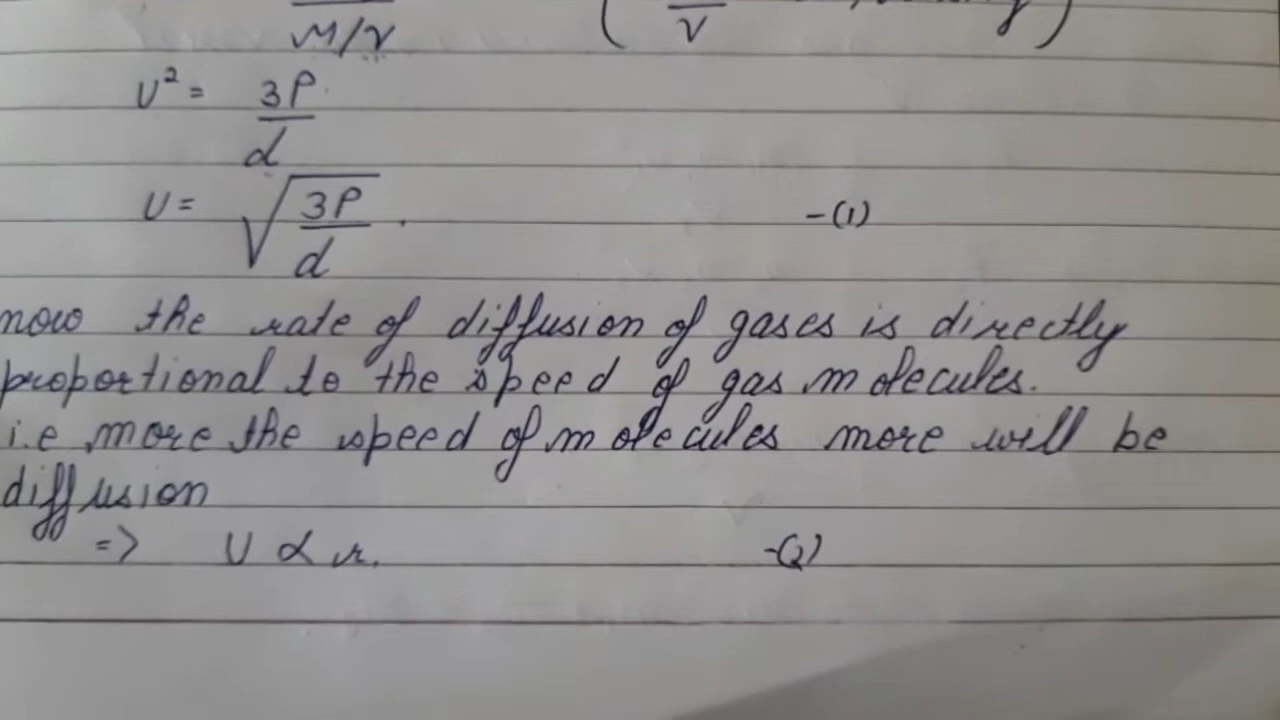 M/V
V
U² = 3P/d
U = √(3P/d) . -(1)
now the rate of diffusion of gases is directly
proportional to the speed of gas molecules.
i.e more the speed of molecules more will be
diffusion
=> U ∝ r. -(2)